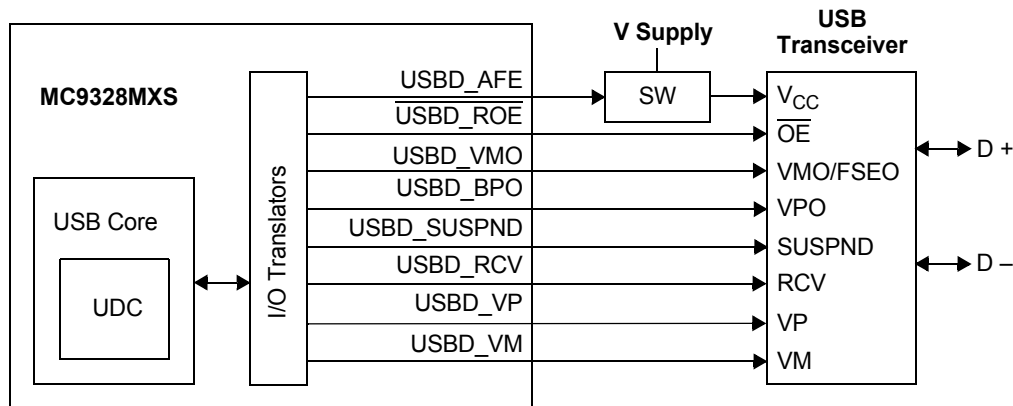 USB
Transceiver
V Supply
MC9328MXS
USBD_AFE
SW
VCC
USBD_ROE
OE
USBD_VMO
VMO/FSEO
D +
USBD_BPO
VPO
USB Core
USBD_SUSPND
SUSPND
I/O Translators
USBD_RCV
RCV
D –
UDC
USBD_VP
VP
USBD_VM
VM